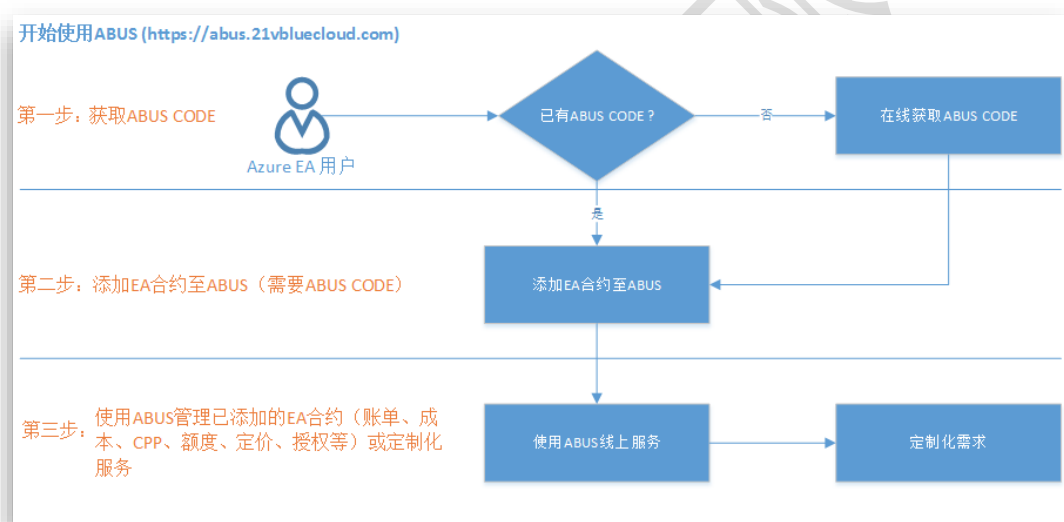 开始使用ABUS (https://abus.21vbluecloud.com)
第一步：获取ABUS CODE
Azure EA 用户
已有ABUS CODE？
否
在线获取ABUS CODE
是
第二步：添加EA合约至ABUS（需要ABUS CODE）
添加EA合约至ABUS
第三步：
使用ABUS管理已添加的EA合约（账单、成
本、CPP、额度、定价、授权等）或定制化
服务
使用ABUS线上服务
定制化需求